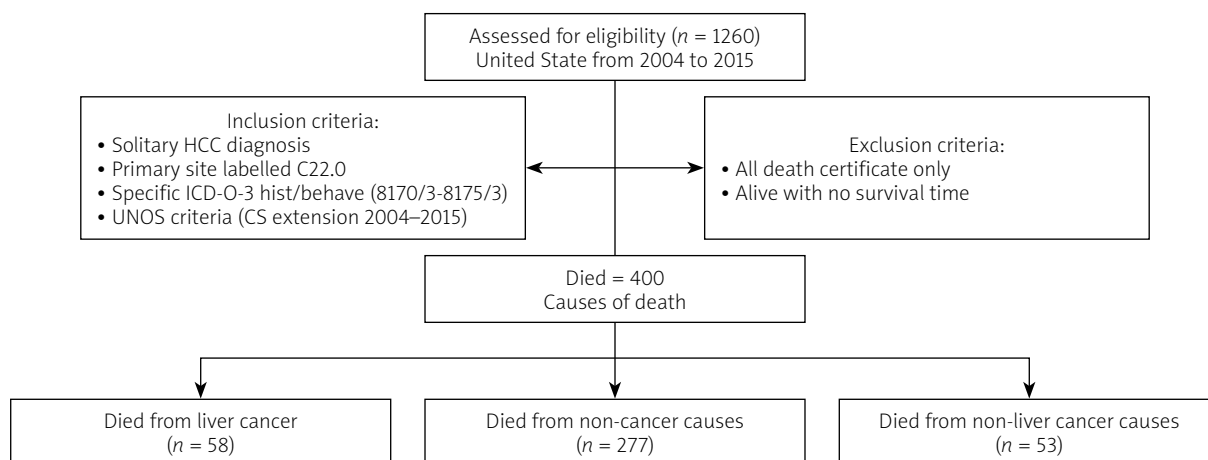 Assessed for eligibility (n = 1260)
United State from 2004 to 2015
Inclusion criteria:
• Solitary HCC diagnosis
• Primary site labelled C22.0
• Specific ICD-O-3 hist/behave (8170/3-8175/3)
• UNOS criteria (CS extension 2004–2015)
Exclusion criteria:
• All death certificate only
• Alive with no survival time
Died = 400
Causes of death
Died from liver cancer
(n = 58)
Died from non-cancer causes
(n = 277)
Died from non-liver cancer causes
(n = 53)